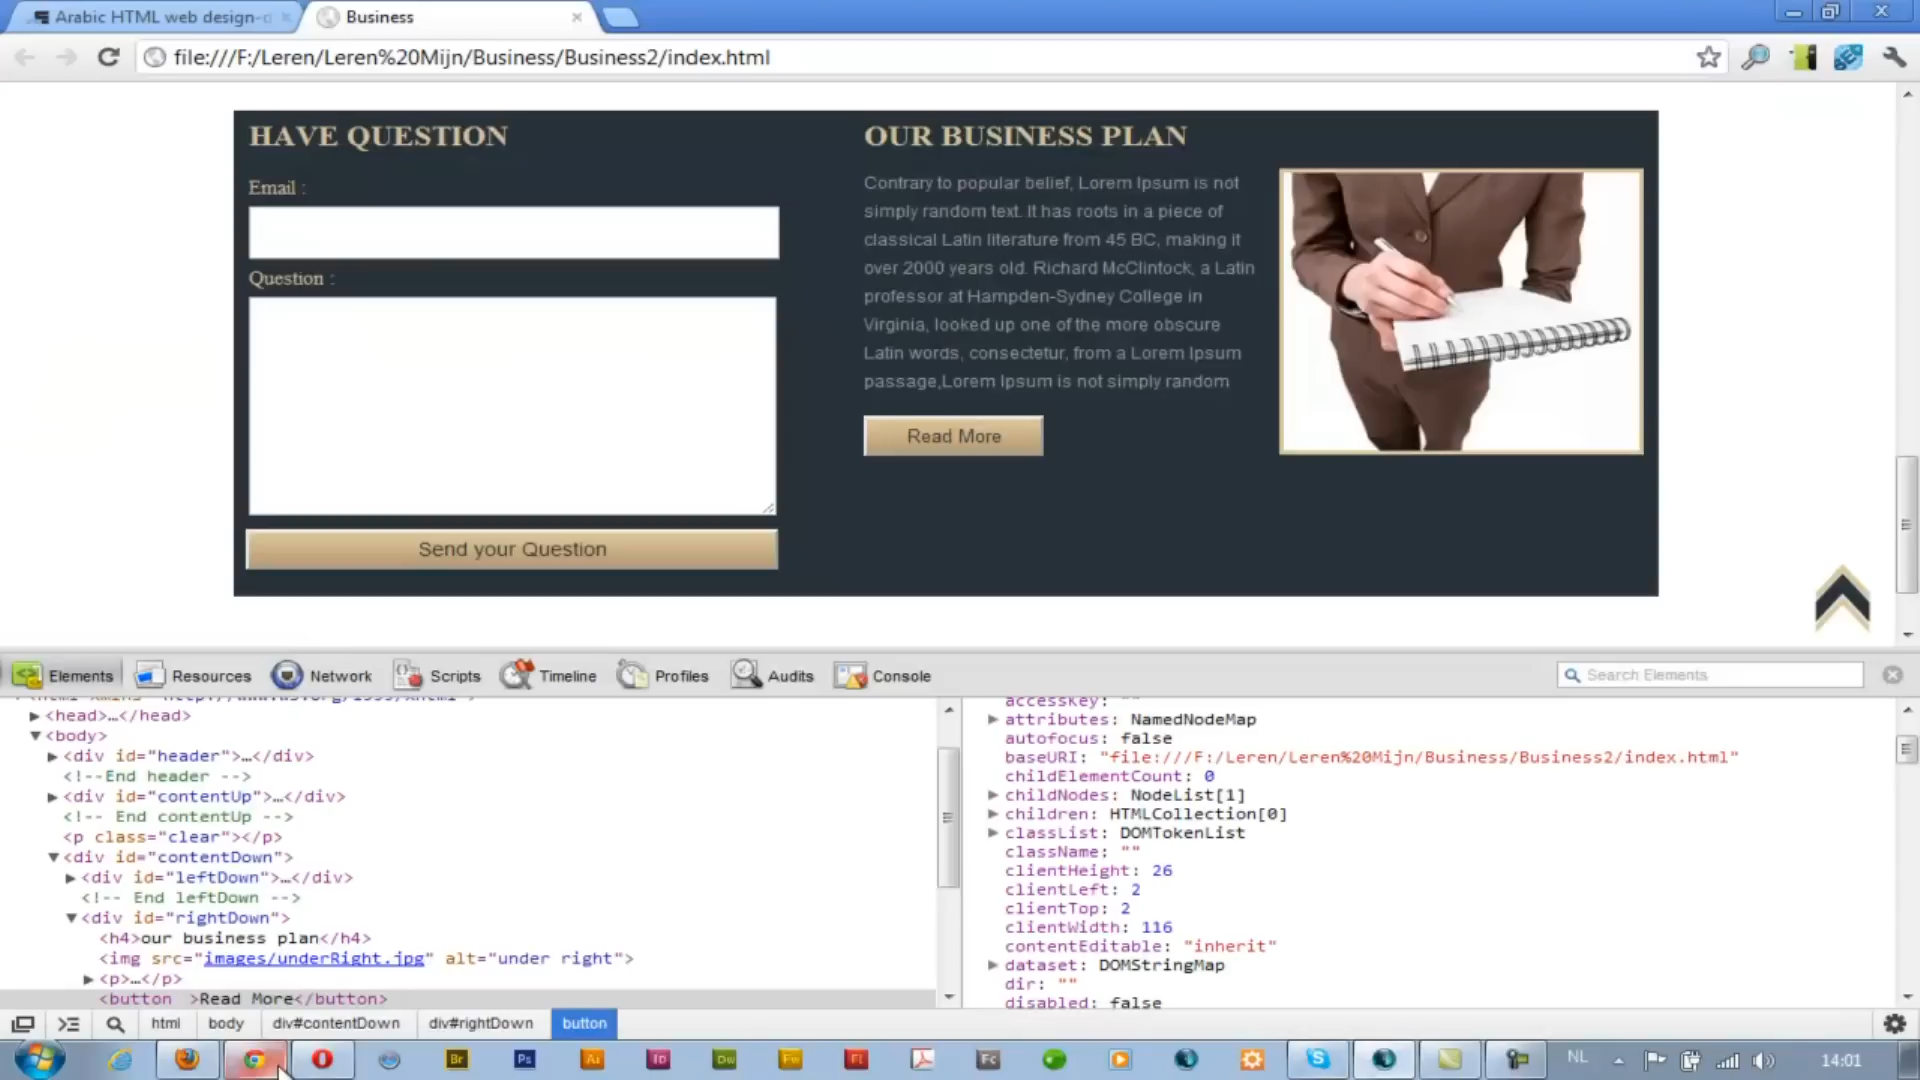 Arabic HTML web design-c
Business
file:///F:/Leren/Leren%20Mijn/Business/Business2/index.html
HAVE QUESTION
Email :
Question :
Send your Question
OUR BUSINESS PLAN
Contrary to popular belief, Lorem Ipsum is not
simply random text. It has roots in a piece of
classical Latin literature from 45 BC, making it
over 2000 years old. Richard McClintock, a Latin
professor at Hampden-Sydney College in
Virginia, looked up one of the more obscure
Latin words, consectetur, from a Lorem Ipsum
passage,Lorem Ipsum is not simply random
Read More
Elements Resources Network Scripts Timeline Profiles Audits Console Search Elements
<head>…</head>
<body>
<div id="header">…</div>
<!--End header -->
<div id="contentUp">…</div>
<!-- End contentUp -->
<p class="clear"></p>
<div id="contentDown">
<div id="leftDown">…</div>
<!-- End leftDown -->
<div id="rightDown">
<h4>our business plan</h4>
<img src="images/underRight.jpg" alt="under right">
<p>…</p>
<button >Read More</button>
accessKey: ""
attributes: NamedNodeMap
autofocus: false
baseURI: "file:///F:/Leren/Leren%20Mijn/Business/Business2/index.html"
childElementCount: 0
childNodes: NodeList[1]
children: HTMLCollection[0]
classList: DOMTokenList
className: ""
clientHeight: 26
clientLeft: 2
clientTop: 2
clientWidth: 116
contentEditable: "inherit"
dataset: DOMStringMap
dir: ""
disabled: false
html body div#contentDown div#rightDown button
Br Ps Ai Id Dw Fw Fl Fc NL 14:01